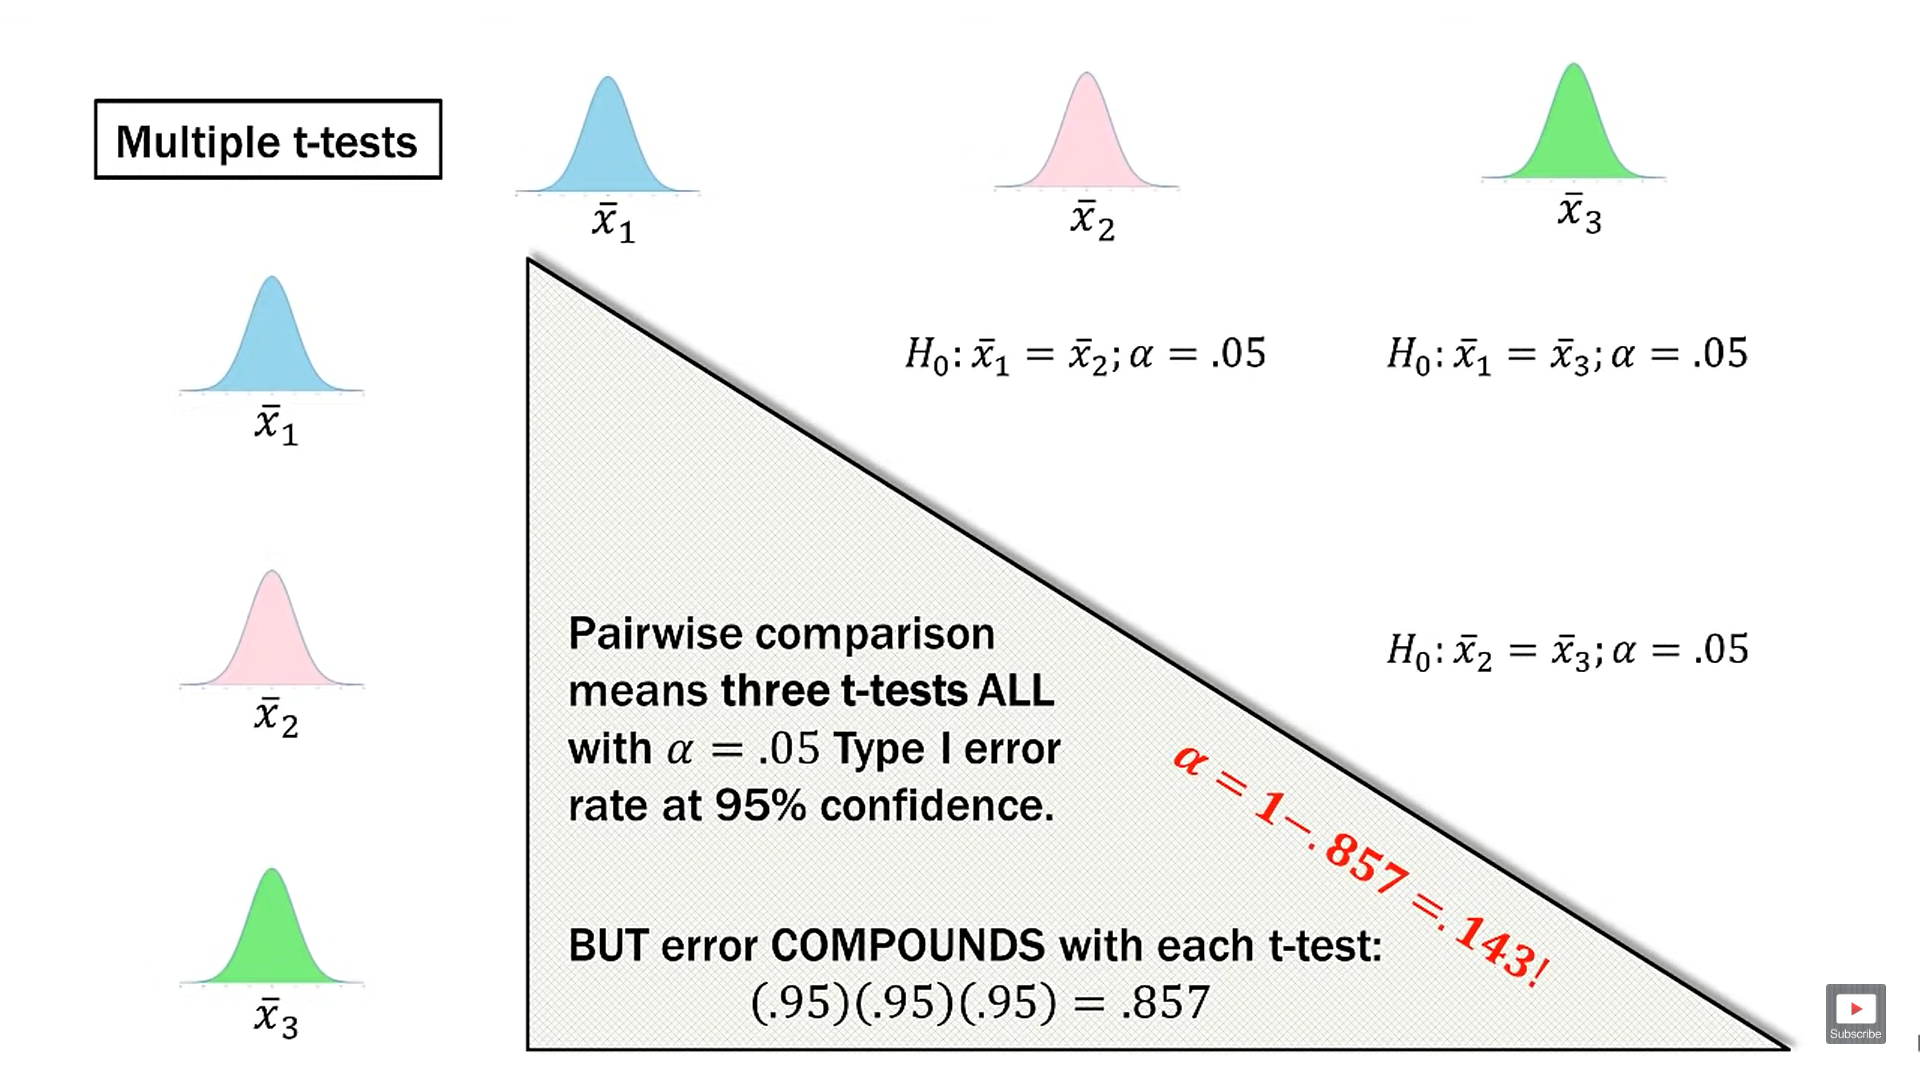 Multiple t-tests
x̄₁
x̄₂
x̄₃
x̄₁
H₀: x̄₁ = x̄₂; α = .05
H₀: x̄₁ = x̄₃; α = .05
x̄₂
H₀: x̄₂ = x̄₃; α = .05
x̄₃
Pairwise comparison
means three t-tests ALL
with α = .05 Type I error
rate at 95% confidence.
α = 1−.857 =.143!
BUT error COMPOUNDS with each t-test:
(.95)(.95)(.95) = .857
Subscribe